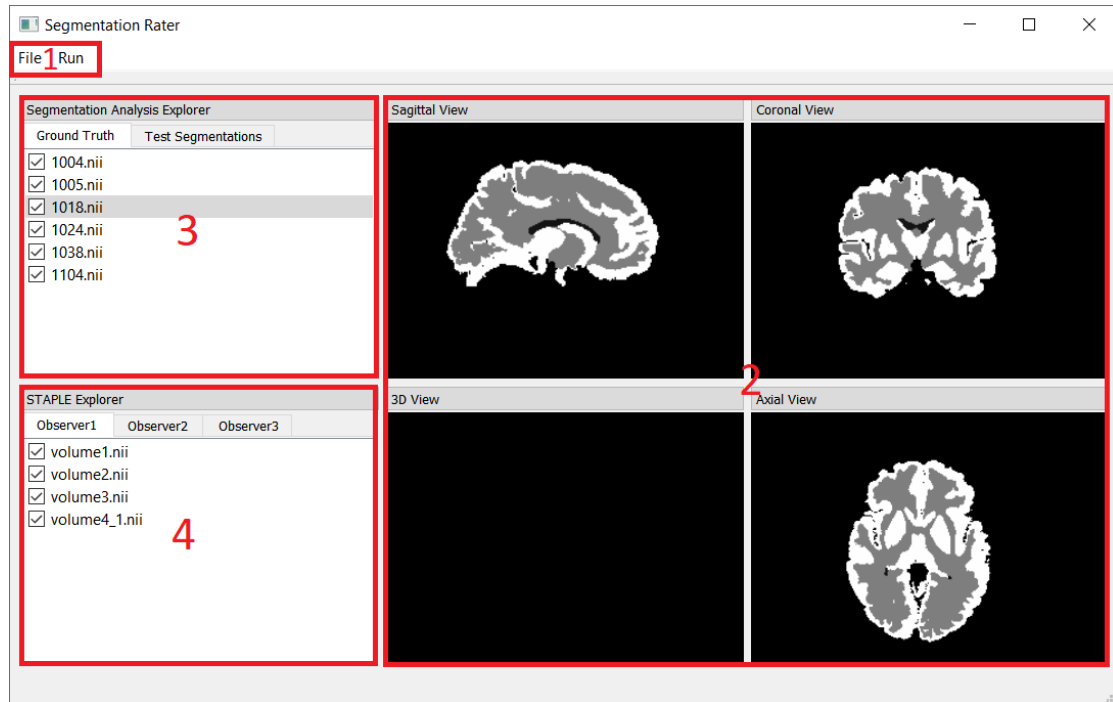 Segmentation Rater
File 1 Run
Segmentation Analysis Explorer
Ground Truth Test Segmentations
1004.nii
1005.nii
1018.nii
1024.nii
1038.nii
1104.nii
3
STAPLE Explorer
Observer1 Observer2 Observer3
volume1.nii
volume2.nii
volume3.nii
volume4_1.nii
4
Sagittal View
Coronal View
2
3D View
Axial View